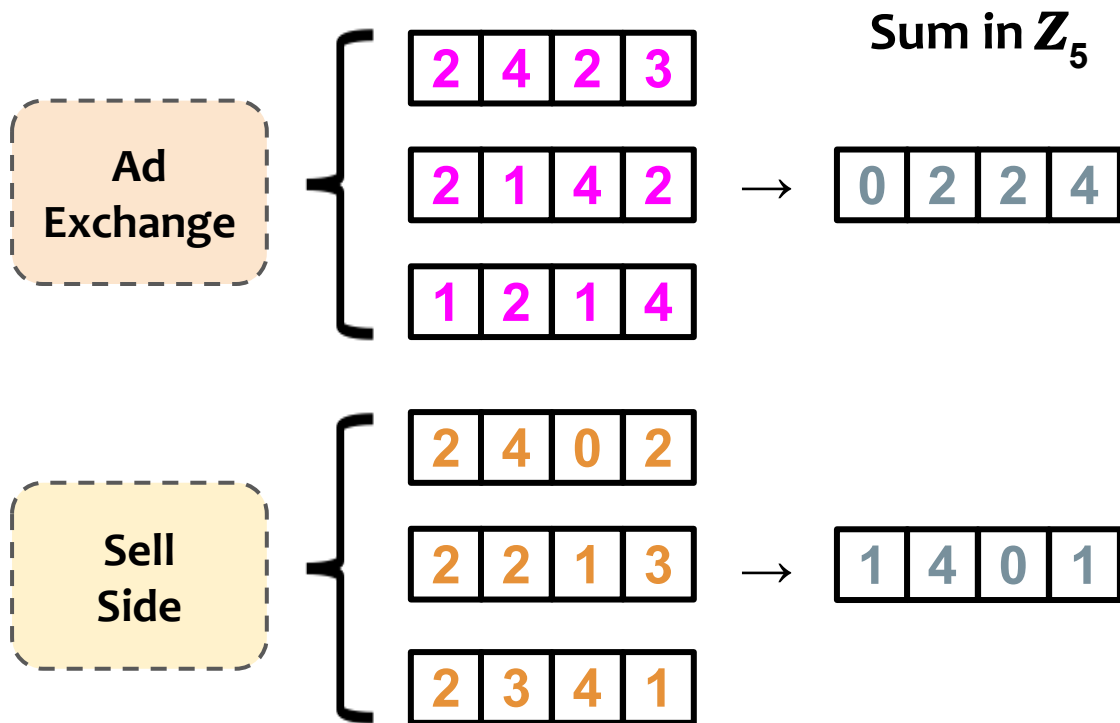 Sum in Z5
Ad
Exchange
2 4 2 3
2 1 4 2 → 0 2 2 4
1 2 1 4
Sell
Side
2 4 0 2
2 2 1 3 → 1 4 0 1
2 3 4 1